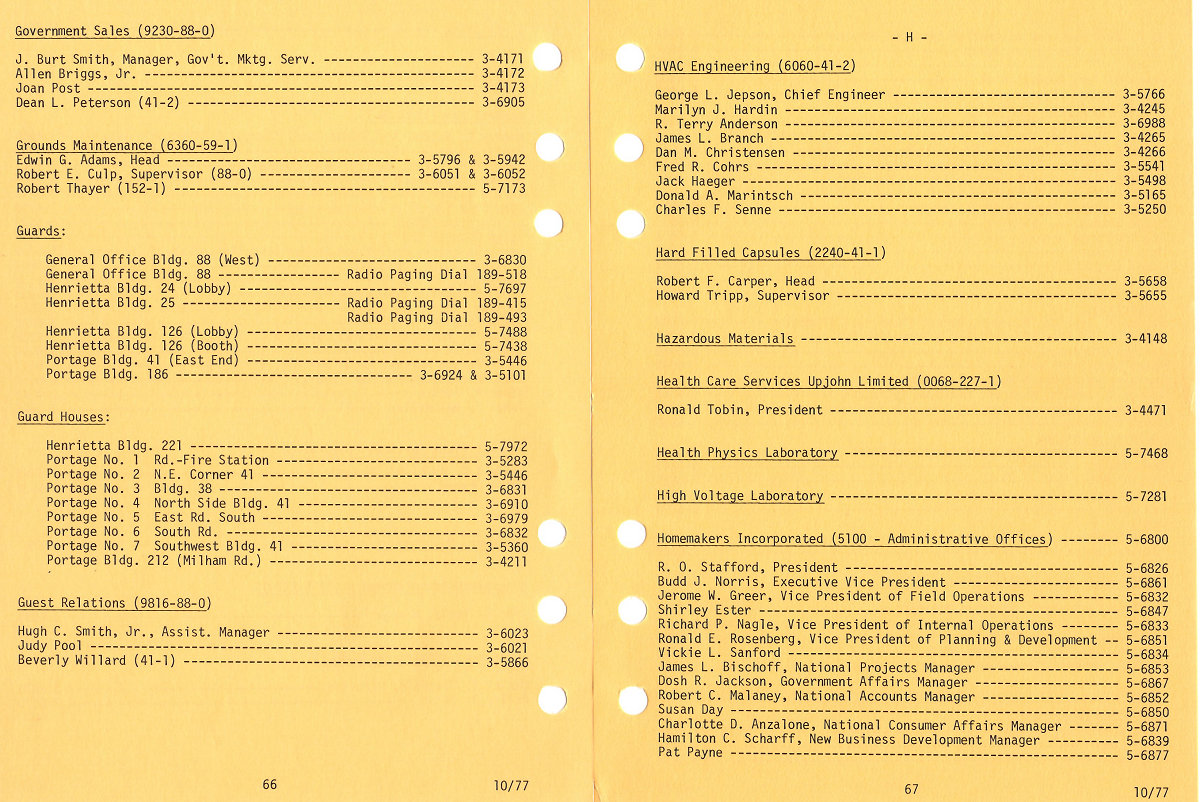 Government Sales (9230-88-0)
J. Burt Smith, Manager, Gov't. Mktg. Serv. --------------------- 3-4171
Allen Briggs, Jr. ---------------------------------------------- 3-4172
Joan Post ------------------------------------------------------ 3-4173
Dean L. Peterson (41-2) ---------------------------------------- 3-6905
Grounds Maintenance (6360-59-1)
Edwin G. Adams, Head ---------------------------------- 3-5796 & 3-5942
Robert E. Culp, Supervisor (88-0) --------------------- 3-6051 & 3-6052
Robert Thayer (152-1) ------------------------------------------ 5-7173
Guards:
General Office Bldg. 88 (West) ----------------------------- 3-6830
General Office Bldg. 88 ----------------- Radio Paging Dial 189-518
Henrietta Bldg. 24 (Lobby) --------------------------------- 5-7697
Henrietta Bldg. 25 ---------------------- Radio Paging Dial 189-415
Radio Paging Dial 189-493
Henrietta Bldg. 126 (Lobby) -------------------------------- 5-7488
Henrietta Bldg. 126 (Booth) -------------------------------- 5-7438
Portage Bldg. 41 (East End) -------------------------------- 3-5446
Portage Bldg. 186 --------------------------------- 3-6924 & 3-5101
Guard Houses:
Henrietta Bldg. 221 ---------------------------------------- 5-7972
Portage No. 1 Rd.-Fire Station ---------------------------- 3-5283
Portage No. 2 N.E. Corner 41 ------------------------------ 3-5446
Portage No. 3 Bldg. 38 ------------------------------------ 3-6831
Portage No. 4 North Side Bldg. 41 ------------------------- 3-6910
Portage No. 5 East Rd. South ------------------------------ 3-6979
Portage No. 6 South Rd. ----------------------------------- 3-6832
Portage No. 7 Southwest Bldg. 41 -------------------------- 3-5360
Portage Bldg. 212 (Milham Rd.) ----------------------------- 3-4211
Guest Relations (9816-88-0)
Hugh C. Smith, Jr., Assist. Manager ---------------------------- 3-6023
Judy Pool ------------------------------------------------------ 3-6021
Beverly Willard (41-1) ----------------------------------------- 3-5866
66 10/77
- H -
HVAC Engineering (6060-41-2)
George L. Jepson, Chief Engineer ------------------------------- 3-5766
Marilyn J. Hardin ---------------------------------------------- 3-4245
R. Terry Anderson ---------------------------------------------- 3-6988
James L. Branch ------------------------------------------------ 3-4265
Dan M. Christensen --------------------------------------------- 3-4266
Fred R. Cohrs -------------------------------------------------- 3-5541
Jack Haeger ---------------------------------------------------- 3-5498
Donald A. Marintsch -------------------------------------------- 3-5165
Charles F. Senne ----------------------------------------------- 3-5250
Hard Filled Capsules (2240-41-1)
Robert F. Carper, Head ----------------------------------------- 3-5658
Howard Tripp, Supervisor --------------------------------------- 3-5655
Hazardous Materials -------------------------------------------- 3-4148
Health Care Services Upjohn Limited (0068-227-1)
Ronald Tobin, President ---------------------------------------- 3-4471
Health Physics Laboratory -------------------------------------- 5-7468
High Voltage Laboratory ---------------------------------------- 5-7281
Homemakers Incorporated (5100 - Administrative Offices) -------- 5-6800
R. O. Stafford, President -------------------------------------- 5-6826
Budd J. Norris, Executive Vice President ----------------------- 5-6861
Jerome W. Greer, Vice President of Field Operations ------------ 5-6832
Shirley Ester -------------------------------------------------- 5-6847
Richard P. Nagle, Vice President of Internal Operations -------- 5-6833
Ronald E. Rosenberg, Vice President of Planning & Development -- 5-6851
Vickie L. Sanford ---------------------------------------------- 5-6834
James L. Bischoff, National Projects Manager ------------------- 5-6853
Dosh R. Jackson, Government Affairs Manager -------------------- 5-6867
Robert C. Malaney, National Accounts Manager ------------------- 5-6852
Susan Day ------------------------------------------------------ 5-6850
Charlotte D. Anzalone, National Consumer Affairs Manager ------- 5-6871
Hamilton C. Scharff, New Business Development Manager ---------- 5-6839
Pat Payne ------------------------------------------------------ 5-6877
67 10/77